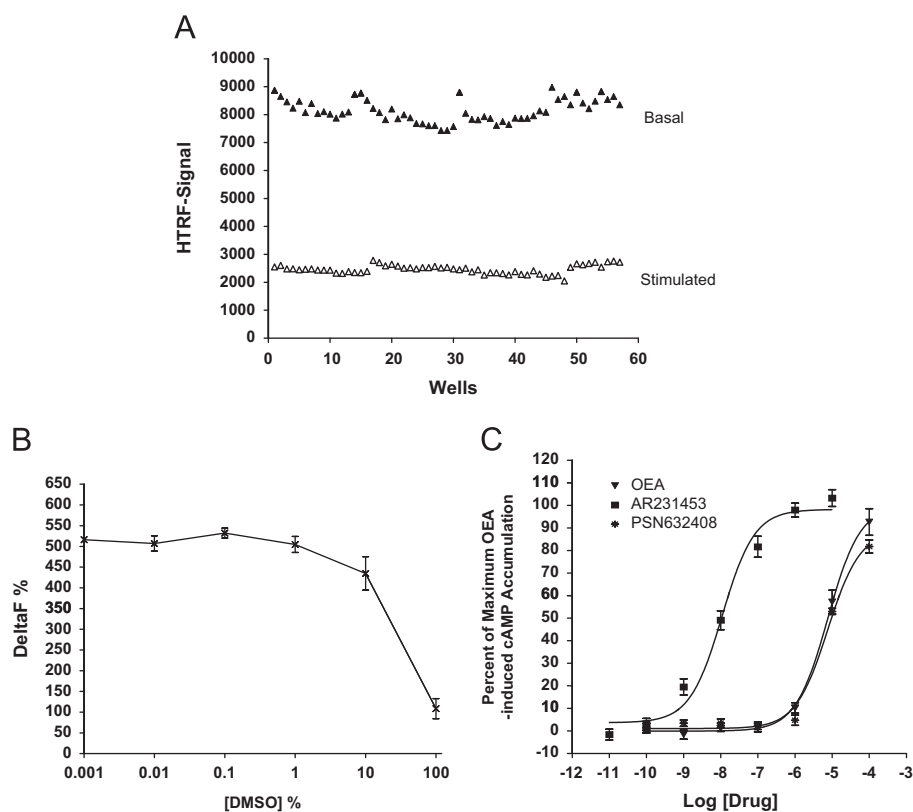 A
10000
9000
8000
7000
6000
5000
4000
3000
2000
1000
0
HTRF-Signal
Basal
Stimulated
0 10 20 30 40 50 60
Wells
B
650
600
550
500
450
400
350
300
250
200
150
100
50
0
DeltaF %
0.001 0.01 0.1 1 10 100
[DMSO] %
C
120
110
100
90
80
70
60
50
40
30
20
10
0
-10
Percent of Maximum OEA
-induced cAMP Accumulation
OEA
AR231453
PSN632408
-12 -11 -10 -9 -8 -7 -6 -5 -4 -3
Log [Drug]